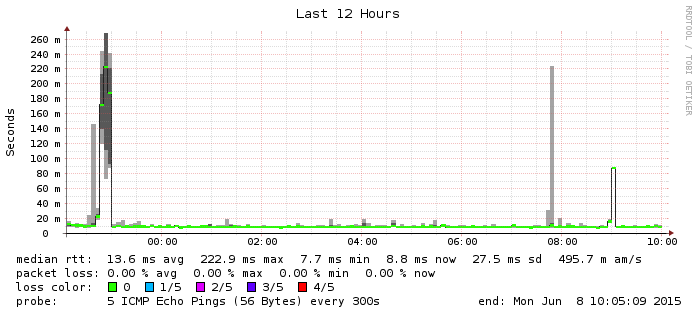 Last 12 Hours
RRDTOOL / TOBI OETIKER
Seconds
260 m
240 m
220 m
200 m
180 m
160 m
140 m
120 m
100 m
80 m
60 m
40 m
20 m
0
00:00 02:00 04:00 06:00 08:00 10:00
median rtt: 13.6 ms avg 222.9 ms max 7.7 ms min 8.8 ms now 27.5 ms sd 495.7 m am/s
packet loss: 0.00 % avg 0.00 % max 0.00 % min 0.00 % now
loss color: 0 1/5 2/5 3/5 4/5
probe: 5 ICMP Echo Pings (56 Bytes) every 300s end: Mon Jun 8 10:05:09 2015